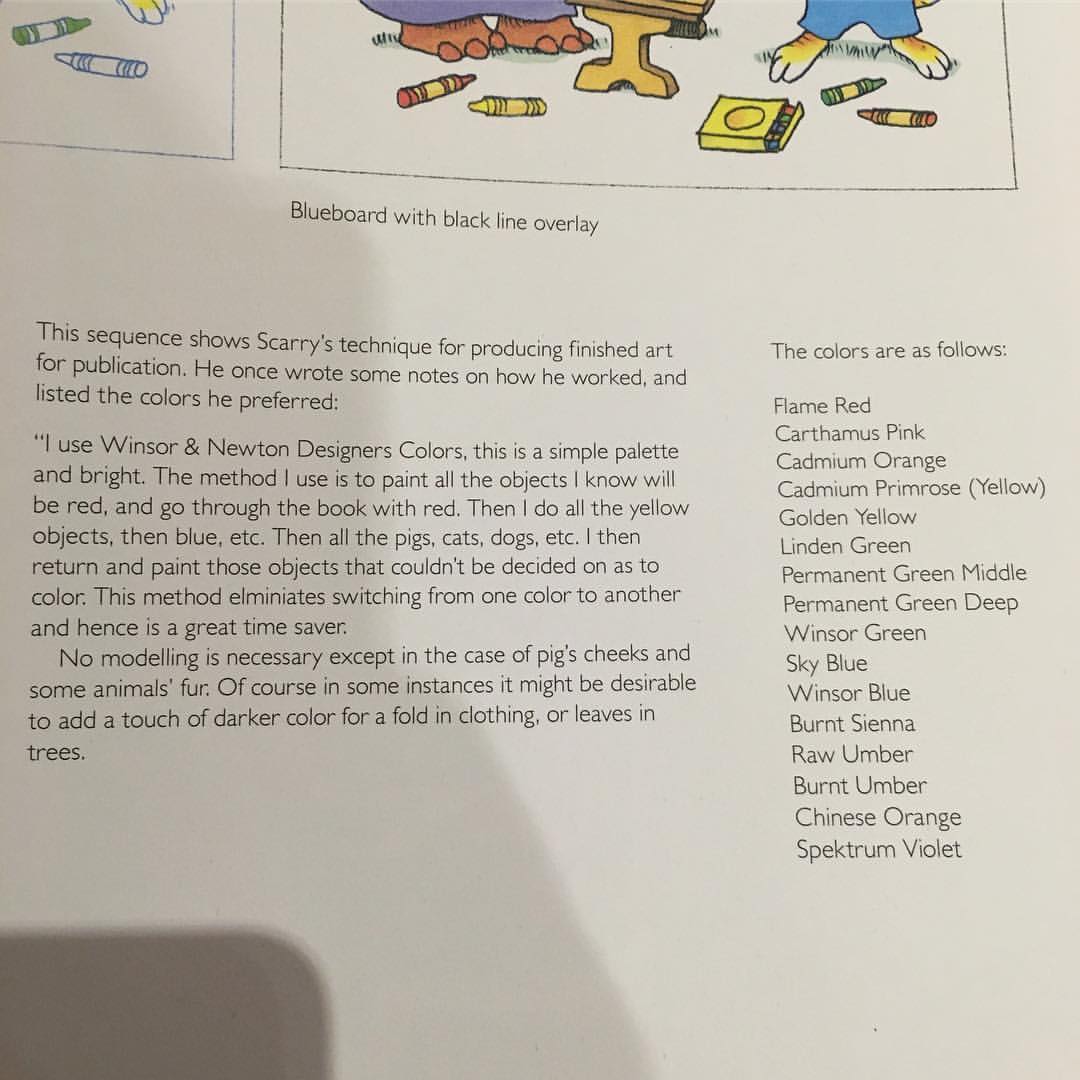 Blueboard with black line overlay
This sequence shows Scarry's technique for producing finished art
for publication. He once wrote some notes on how he worked, and
listed the colors he preferred:
"I use Winsor & Newton Designers Colors, this is a simple palette
and bright. The method I use is to paint all the objects I know will
be red, and go through the book with red. Then I do all the yellow
objects, then blue, etc. Then all the pigs, cats, dogs, etc. I then
return and paint those objects that couldn't be decided on as to
color. This method elminiates switching from one color to another
and hence is a great time saver.
No modelling is necessary except in the case of pig's cheeks and
some animals' fur. Of course in some instances it might be desirable
to add a touch of darker color for a fold in clothing, or leaves in
trees.
The colors are as follows:
Flame Red
Carthamus Pink
Cadmium Orange
Cadmium Primrose (Yellow)
Golden Yellow
Linden Green
Permanent Green Middle
Permanent Green Deep
Winsor Green
Sky Blue
Winsor Blue
Burnt Sienna
Raw Umber
Burnt Umber
Chinese Orange
Spektrum Violet